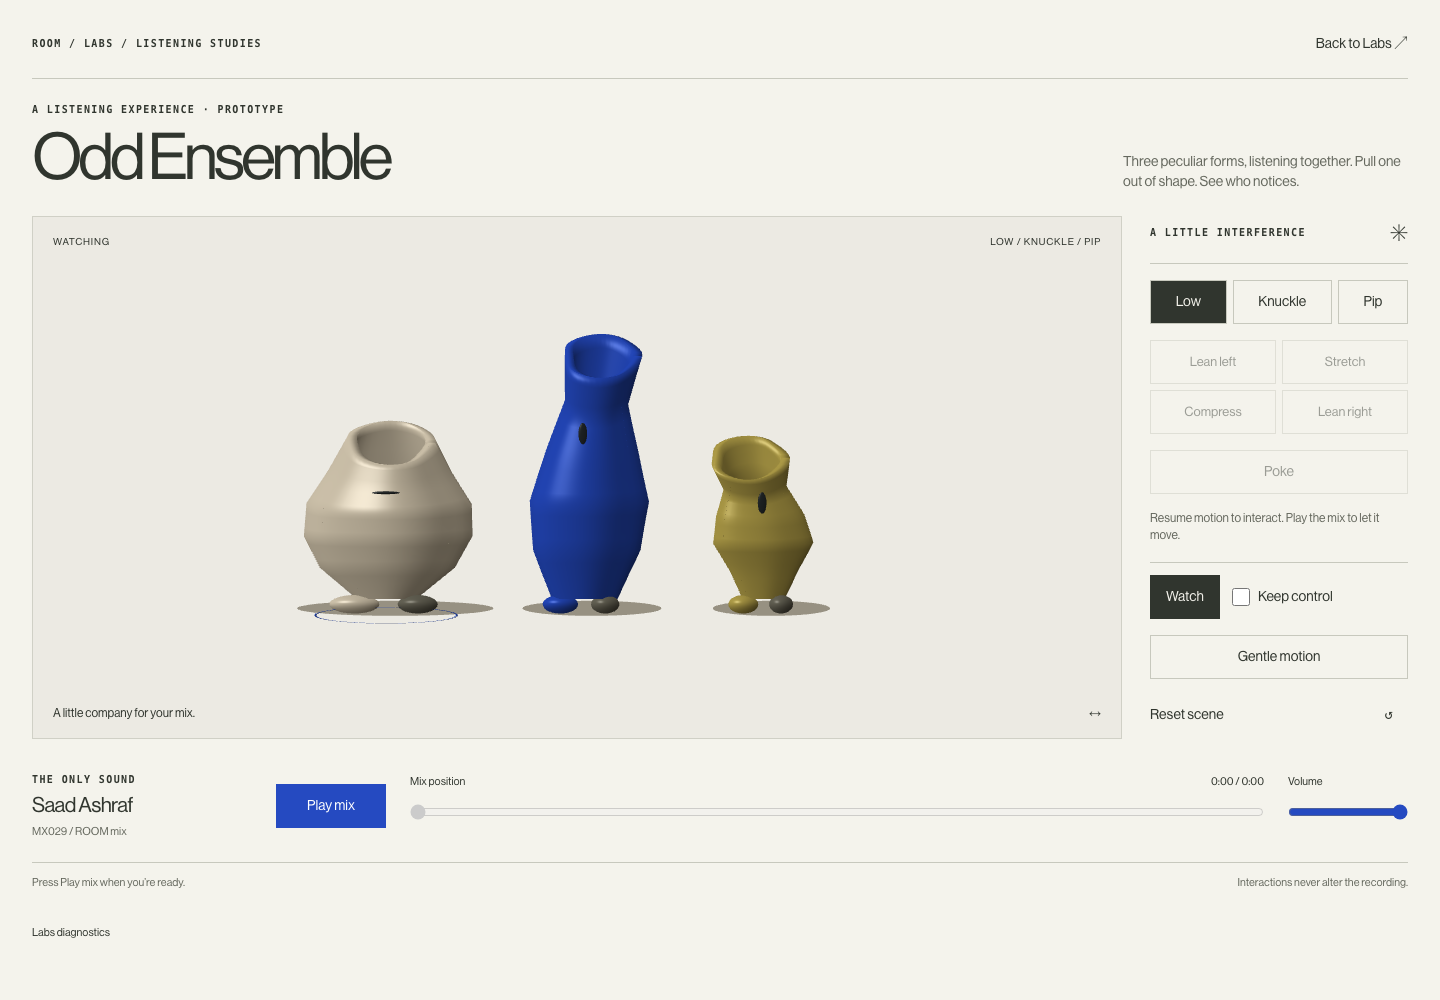 ROOM / LABS / LISTENING STUDIES
Back to Labs ↗
A LISTENING EXPERIENCE · PROTOTYPE
Odd Ensemble
Three peculiar forms, listening together. Pull one
out of shape. See who notices.
WATCHING
LOW / KNUCKLE / PIP
A LITTLE INTERFERENCE
Low
Knuckle
Pip
Lean left
Stretch
Compress
Lean right
Poke
Resume motion to interact. Play the mix to let it
move.
Watch
Keep control
Gentle motion
A little company for your mix.
↔
Reset scene
↺
THE ONLY SOUND
Saad Ashraf
MX029 / ROOM mix
Play mix
Mix position
0:00 / 0:00
Volume
Press Play mix when you're ready.
Interactions never alter the recording.
Labs diagnostics